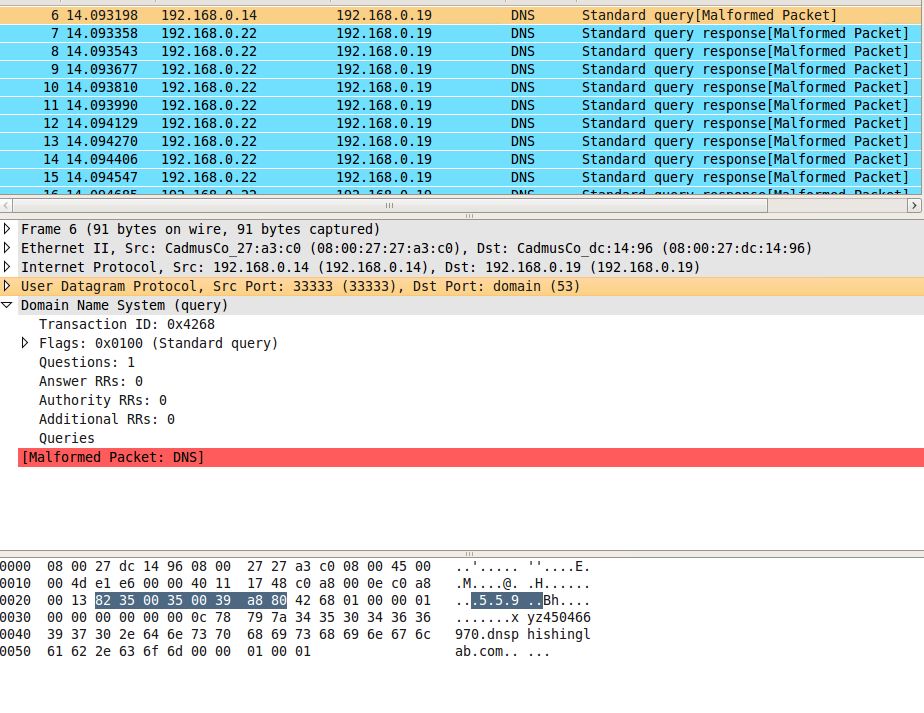 6 14.093198 192.168.0.14 192.168.0.19 DNS Standard query[Malformed Packet]
7 14.093358 192.168.0.22 192.168.0.19 DNS Standard query response[Malformed Packet]
8 14.093543 192.168.0.22 192.168.0.19 DNS Standard query response[Malformed Packet]
9 14.093677 192.168.0.22 192.168.0.19 DNS Standard query response[Malformed Packet]
10 14.093810 192.168.0.22 192.168.0.19 DNS Standard query response[Malformed Packet]
11 14.093990 192.168.0.22 192.168.0.19 DNS Standard query response[Malformed Packet]
12 14.094129 192.168.0.22 192.168.0.19 DNS Standard query response[Malformed Packet]
13 14.094270 192.168.0.22 192.168.0.19 DNS Standard query response[Malformed Packet]
14 14.094406 192.168.0.22 192.168.0.19 DNS Standard query response[Malformed Packet]
15 14.094547 192.168.0.22 192.168.0.19 DNS Standard query response[Malformed Packet]
16 14.094685 192.168.0.22 192.168.0.19 DNS Standard query response[Malformed Packet]
Frame 6 (91 bytes on wire, 91 bytes captured)
Ethernet II, Src: CadmusCo_27:a3:c0 (08:00:27:27:a3:c0), Dst: CadmusCo_dc:14:96 (08:00:27:dc:14:96)
Internet Protocol, Src: 192.168.0.14 (192.168.0.14), Dst: 192.168.0.19 (192.168.0.19)
User Datagram Protocol, Src Port: 33333 (33333), Dst Port: domain (53)
Domain Name System (query)
Transaction ID: 0x4268
Flags: 0x0100 (Standard query)
Questions: 1
Answer RRs: 0
Authority RRs: 0
Additional RRs: 0
Queries
[Malformed Packet: DNS]
0000 08 00 27 dc 14 96 08 00 27 27 a3 c0 08 00 45 00 ..'..... ''....E.
0010 00 4d e1 e6 00 00 40 11 17 48 c0 a8 00 0e c0 a8 .M....@. .H......
0020 00 13 82 35 00 35 00 39 a8 80 42 68 01 00 00 01 ...5.5.9 ..Bh....
0030 00 00 00 00 00 00 0c 78 79 7a 34 35 30 34 36 36 .......x yz450466
0040 39 37 30 2e 64 6e 73 70 68 69 73 68 69 6e 67 6c 970.dnsp hishingl
0050 61 62 2e 63 6f 6d 00 00 01 00 01 ab.com.. ...